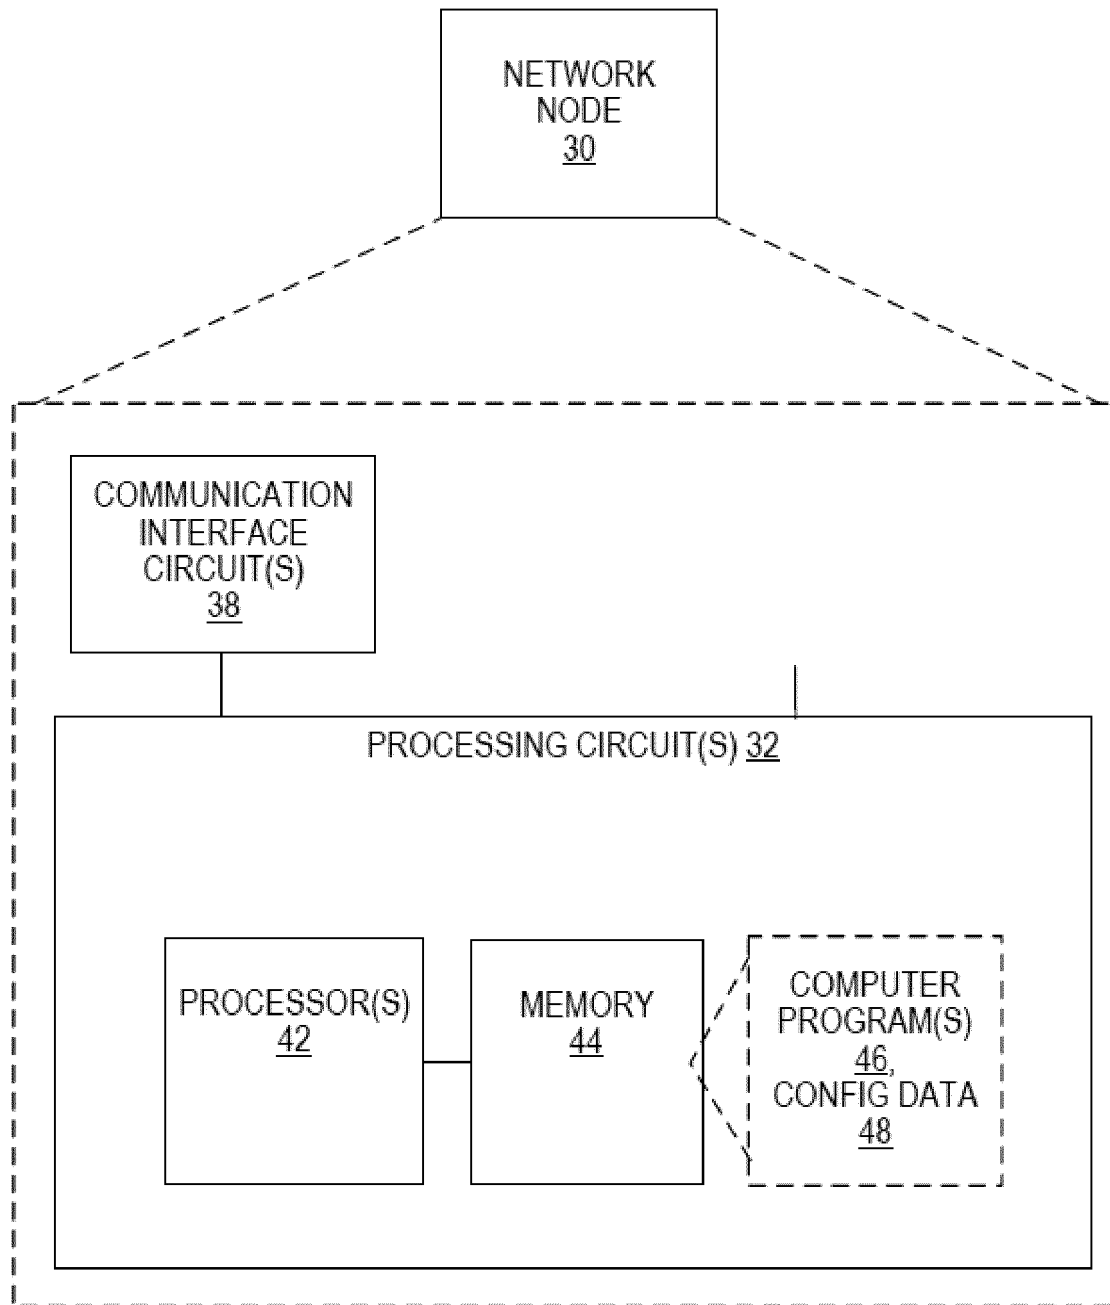 NETWORK
NODE
30
COMMUNICATION
INTERFACE
CIRCUIT(S)
38
PROCESSING CIRCUIT(S) 32
PROCESSOR(S)
42
MEMORY
44
COMPUTER
PROGRAM(S)
46,
CONFIG DATA
48